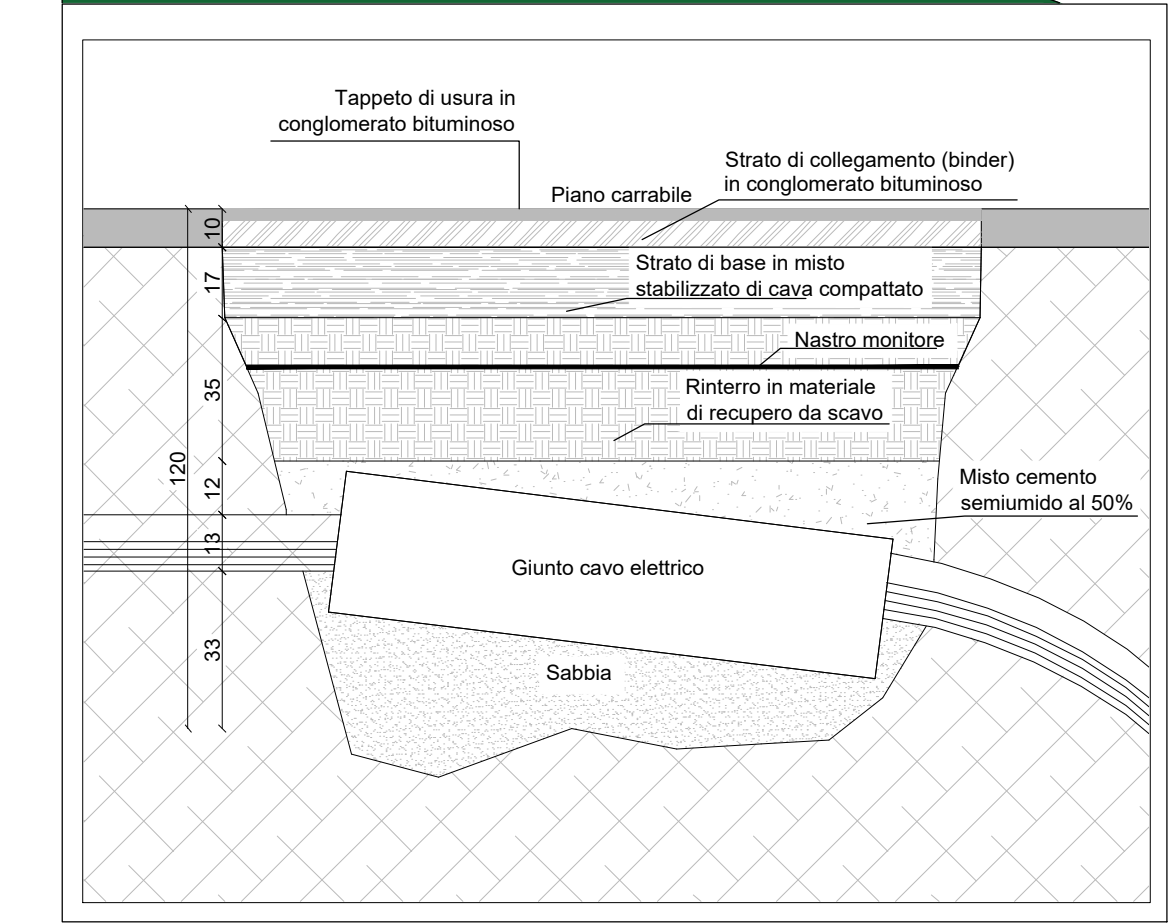 Tappeto di usura in
conglomerato bituminoso
Strato di collegamento (binder)
in conglomerato bituminoso
Piano carrabile
10
Strato di base in misto
stabilizzato di cava compattato
17
Nastro monitore
Rinterro in materiale
di recupero da scavo
35
120
12
Misto cemento
semiumido al 50%
13
Giunto cavo elettrico
33
Sabbia